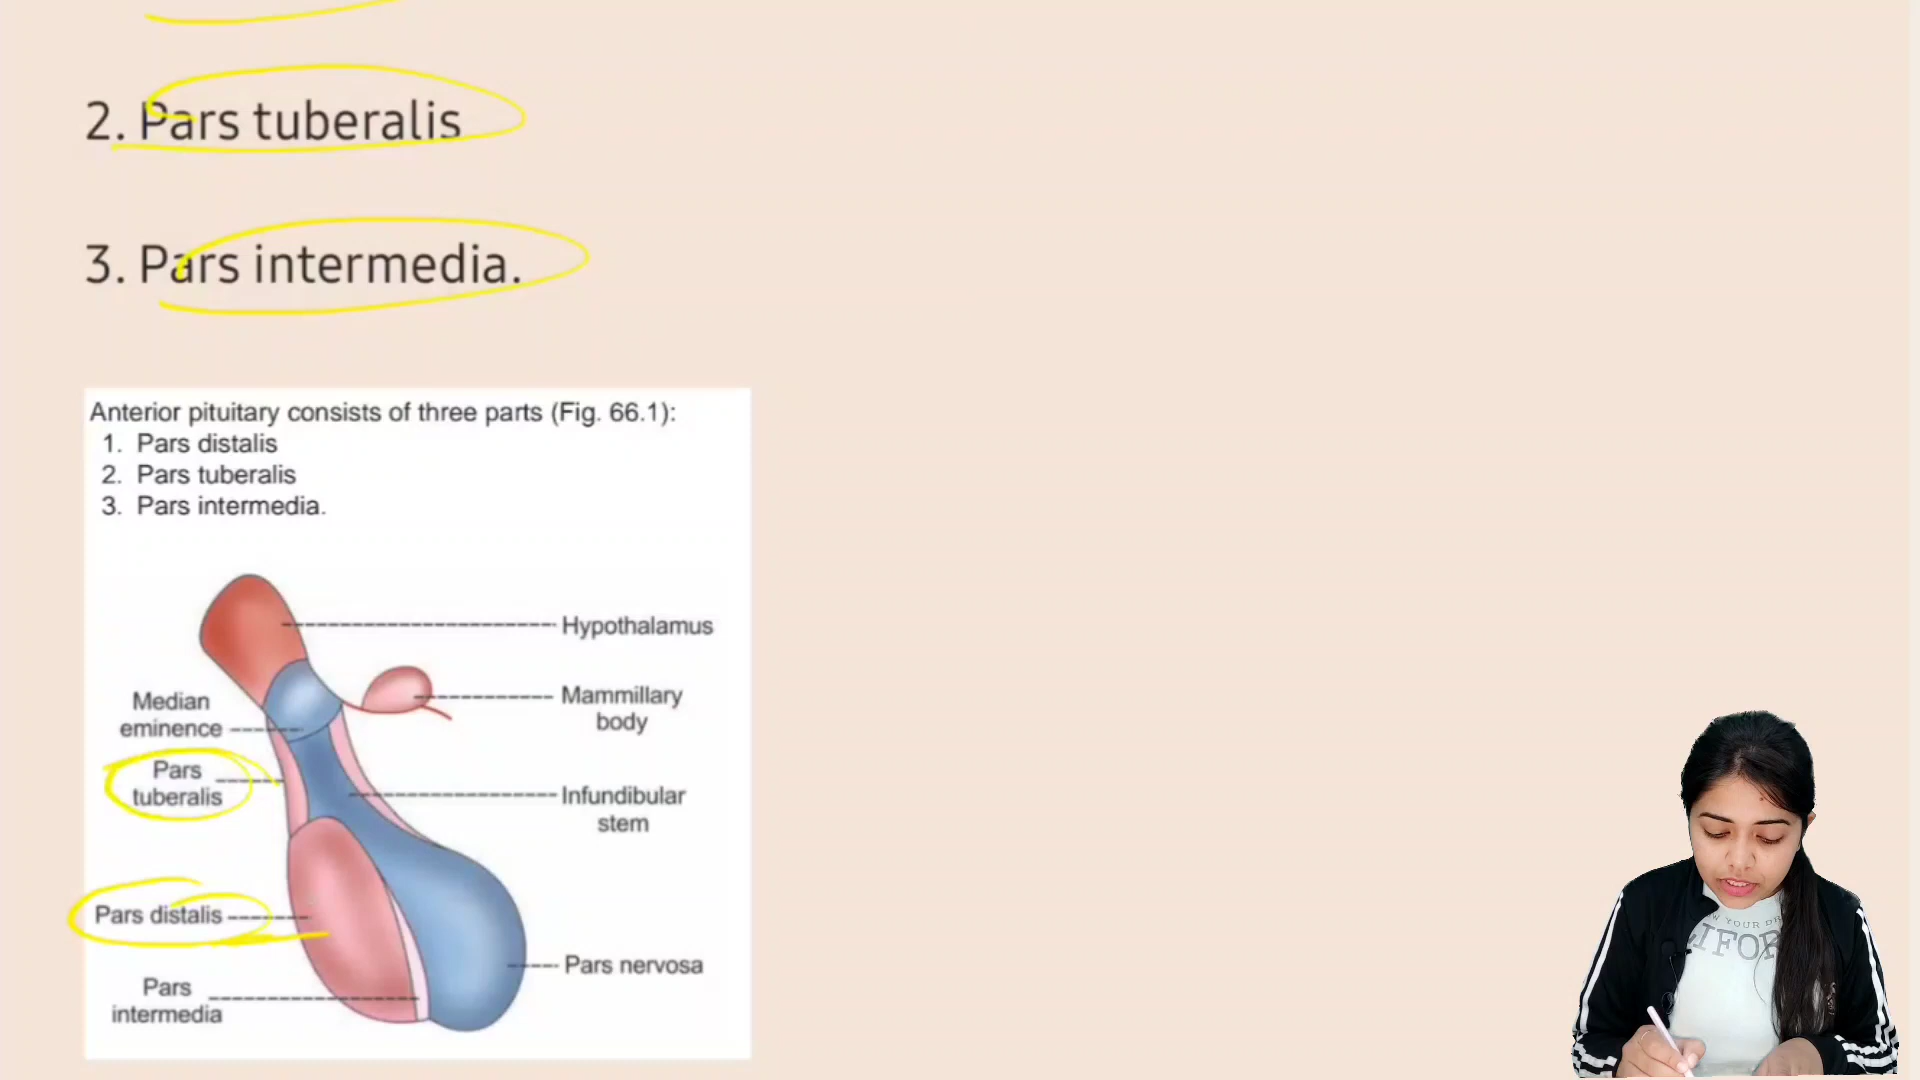 2. Pars tuberalis
3. Pars intermedia.
Anterior pituitary consists of three parts (Fig. 66.1):
1. Pars distalis
2. Pars tuberalis
3. Pars intermedia.
Hypothalamus
Mammillary
body
Median
eminence
Pars
tuberalis
Infundibular
stem
Pars distalis
Pars nervosa
Pars
intermedia